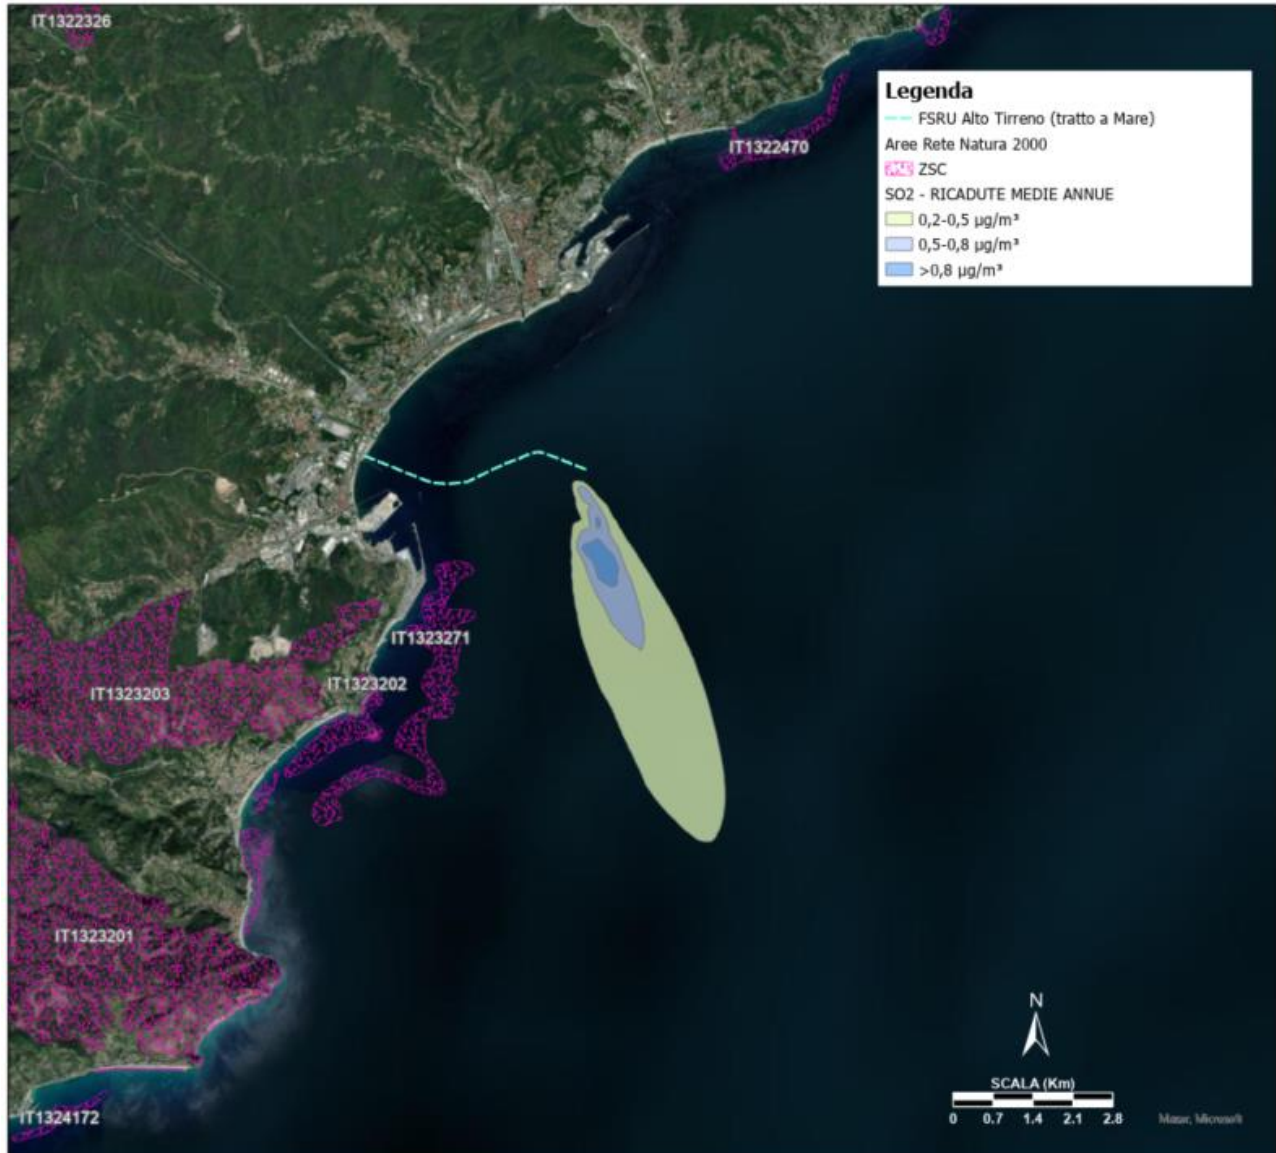 IT1322326
Legenda
FSRU Alto Tirreno (tratto a Mare)
Aree Rete Natura 2000
ZSC
SO2 - RICADUTE MEDIE ANNUE
0,2-0,5 µg/m³
0,5-0,8 µg/m³
>0,8 µg/m³
IT1322470
IT1323271
IT1323202
IT1323203
IT1323201
IT1324172
N
SCALA (Km)
0 0.7 1.4 2.1 2.8
Maxar, Microsoft